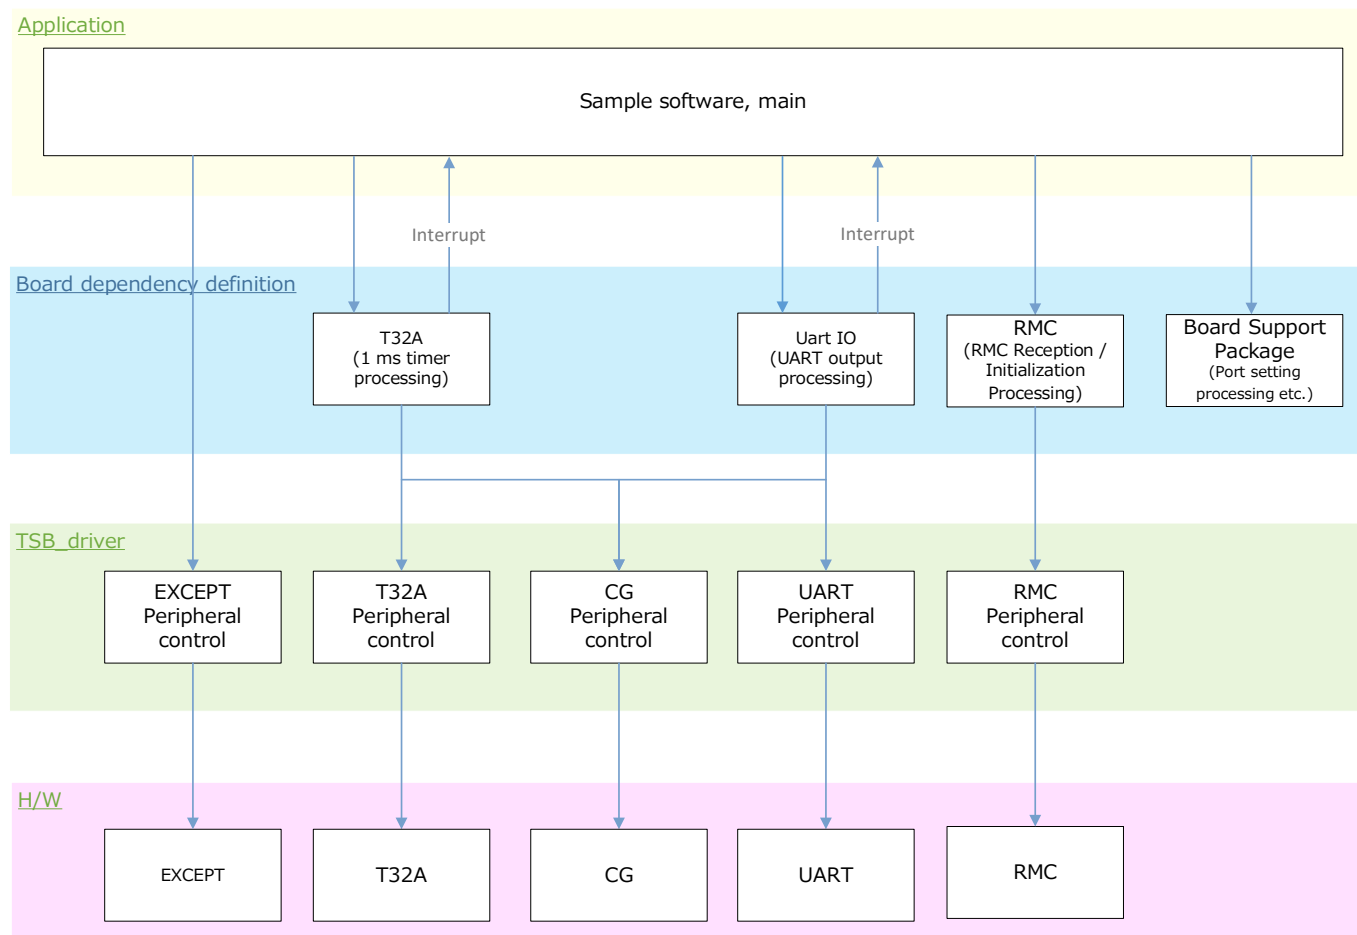 Application
Sample software, main
Interrupt
Interrupt
Board dependency definition
T32A
(1 ms timer
processing)
Uart IO
(UART output
processing)
RMC
(RMC Reception /
Initialization
Processing)
Board Support
Package
(Port setting
processing etc.)
TSB_driver
EXCEPT
Peripheral
control
T32A
Peripheral
control
CG
Peripheral
control
UART
Peripheral
control
RMC
Peripheral
control
H/W
EXCEPT
T32A
CG
UART
RMC